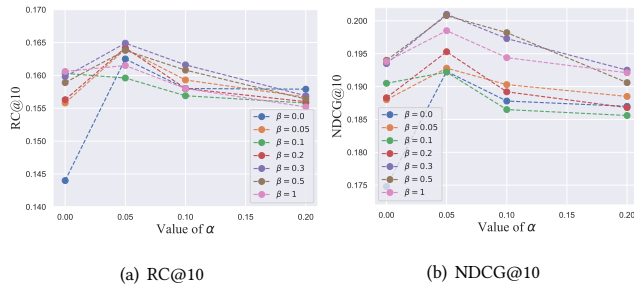 0.170
0.165
0.160
0.155
0.150
0.145
0.140
RC@10
0.00 0.05 0.10 0.15 0.20
Value of α
β = 0.0
β = 0.05
β = 0.1
β = 0.2
β = 0.3
β = 0.5
β = 1
(a) RC@10
0.200
0.195
0.190
0.185
0.180
0.175
NDCG@10
0.00 0.05 0.10 0.15 0.20
Value of α
β = 0.0
β = 0.05
β = 0.1
β = 0.2
β = 0.3
β = 0.5
β = 1
(b) NDCG@10